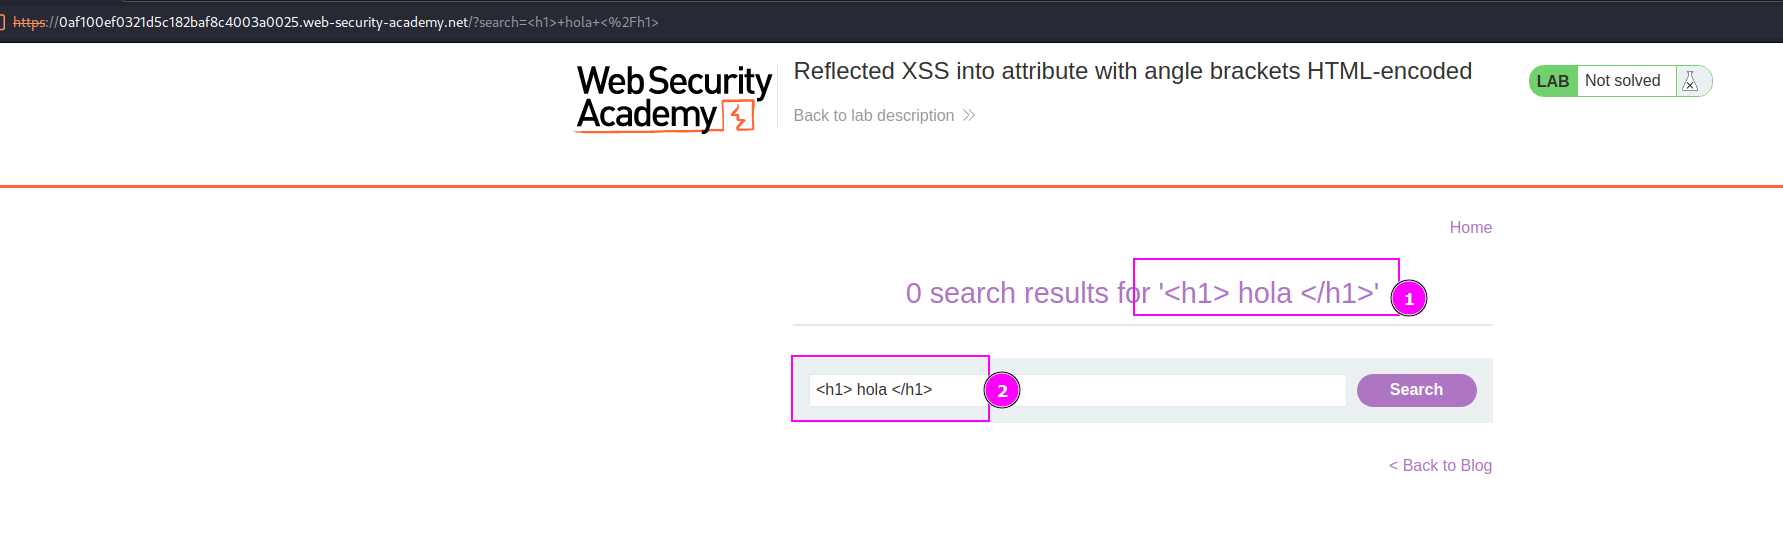 https://0af100ef0321d5c182baf8c4003a0025.web-security-academy.net/?search=<h1>+hola+<%2Fh1>
Web Security
Academy
Reflected XSS into attribute with angle brackets HTML-encoded
Back to lab description
LAB
Not solved
Home
0 search results for '<h1> hola </h1>'
1
<h1> hola </h1>
2
Search
< Back to Blog